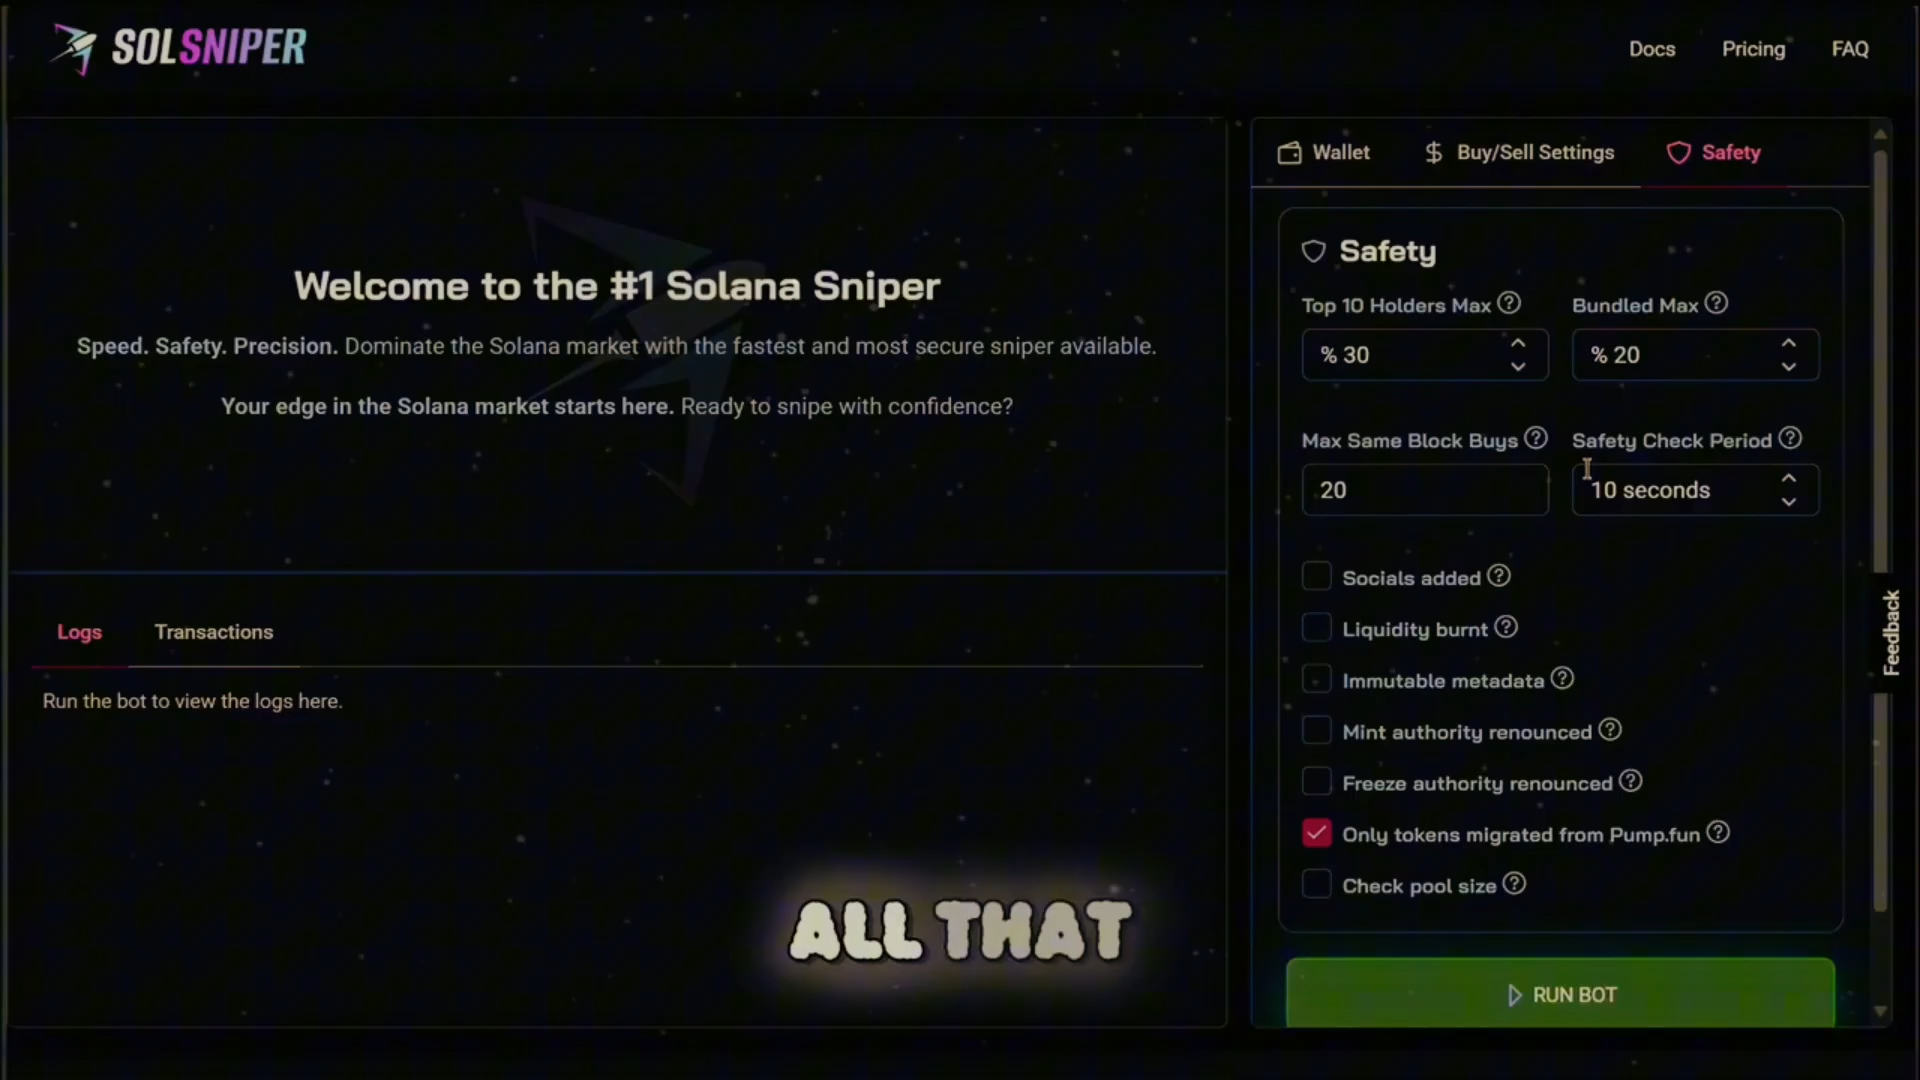 SOLSNIPER
Docs
Pricing
FAQ
Welcome to the #1 Solana Sniper
Speed. Safety. Precision. Dominate the Solana market with the fastest and most secure sniper available.
Your edge in the Solana market starts here. Ready to snipe with confidence?
Logs
Transactions
Run the bot to view the logs here.
Wallet
$ Buy/Sell Settings
Safety
Safety
Top 10 Holders Max ?
Bundled Max ?
% 30
% 20
Max Same Block Buys ?
Safety Check Period ?
20
10 seconds
Socials added ?
Liquidity burnt ?
Immutable metadata ?
Mint authority renounced ?
Freeze authority renounced ?
Only tokens migrated from Pump.fun ?
Check pool size ?
RUN BOT
Feedback
ALL THAT